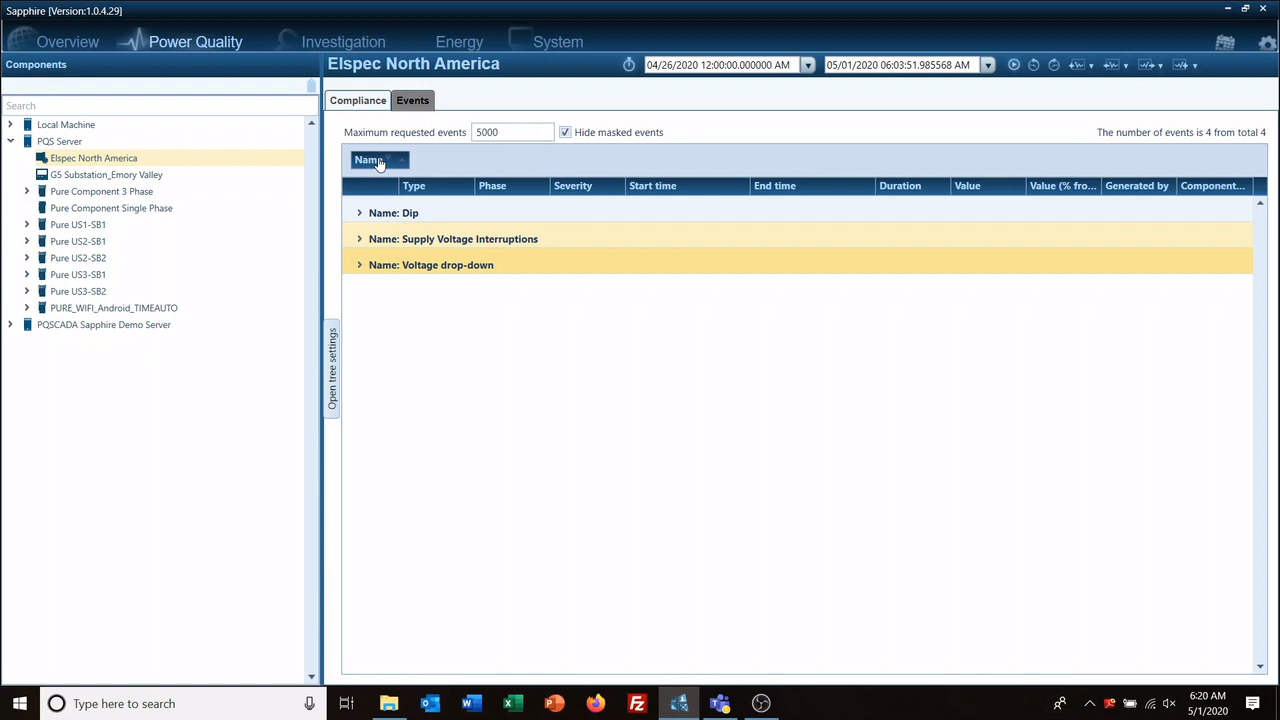 Sapphire [Version: 1.0.4.29]
Overview Power Quality Investigation Energy System
Components
Elspec North America
04/26/2020 12:00:00.000000 AM 05/01/2020 06:03:51.985568 AM
Compliance Events
Search
Local Machine
PQS Server
Elspec North America
G5 Substation_Emory Valley
Pure Component 3 Phase
Pure Component Single Phase
Pure US1-SB1
Pure US2-SB1
Pure US2-SB2
Pure US3-SB1
Pure US3-SB2
PURE_WIFI_Android_TIMEAUTO
PQSCADA Sapphire Demo Server
Maximum requested events 5000 Hide masked events The number of events is 4 from total 4
Name
Type Phase Severity Start time End time Duration Value Value (% fro... Generated by Component...
Name: Dip
Name: Supply Voltage Interruptions
Name: Voltage drop-down
Open tree settings
Type here to search
6:20 AM
5/1/2020